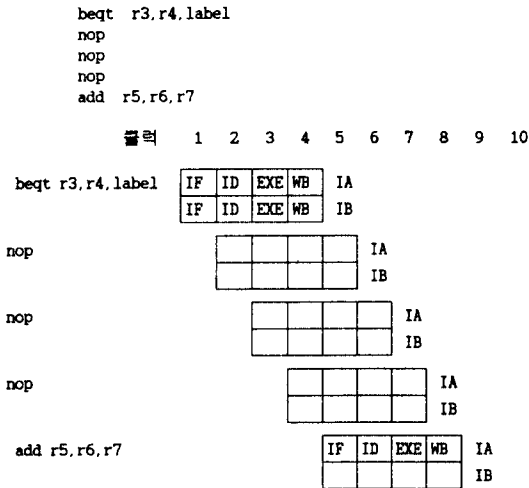 beqt r3,r4,label
nop
nop
nop
add r5,r6,r7
클럭 1 2 3 4 5 6 7 8 9 10
beqt r3,r4,label IF ID EXE WB IA
IF ID EXE WB IB
nop IA
IB
nop IA
IB
nop IA
IB
add r5,r6,r7 IF ID EXE WB IA
IB